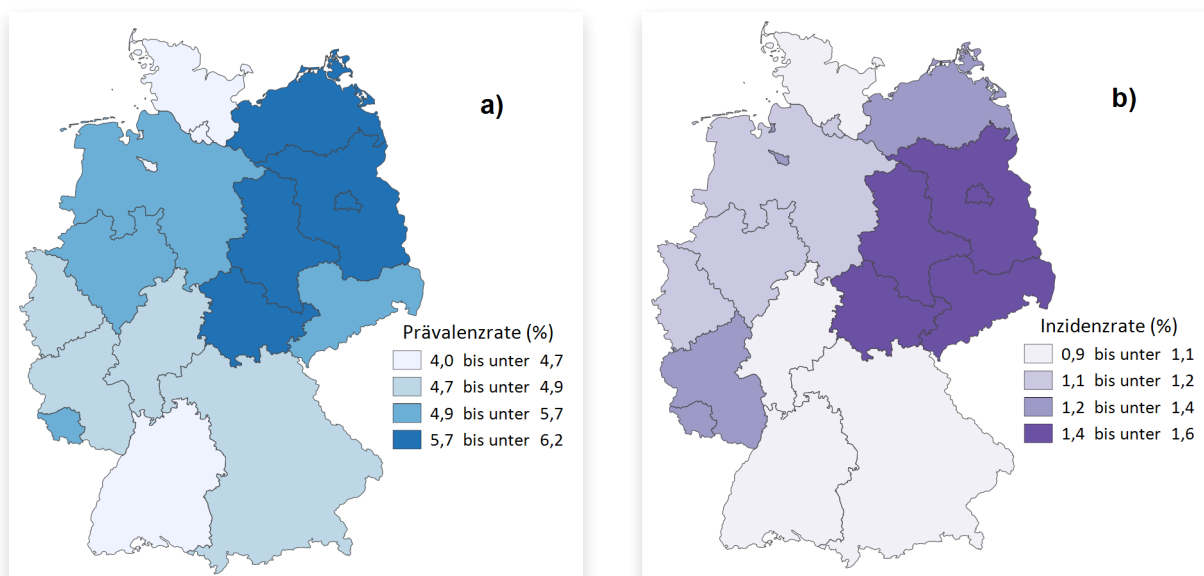 a)
Prävalenzrate (%)
4,0 bis unter 4,7
4,7 bis unter 4,9
4,9 bis unter 5,7
5,7 bis unter 6,2
b)
Inzidenzrate (%)
0,9 bis unter 1,1
1,1 bis unter 1,2
1,2 bis unter 1,4
1,4 bis unter 1,6